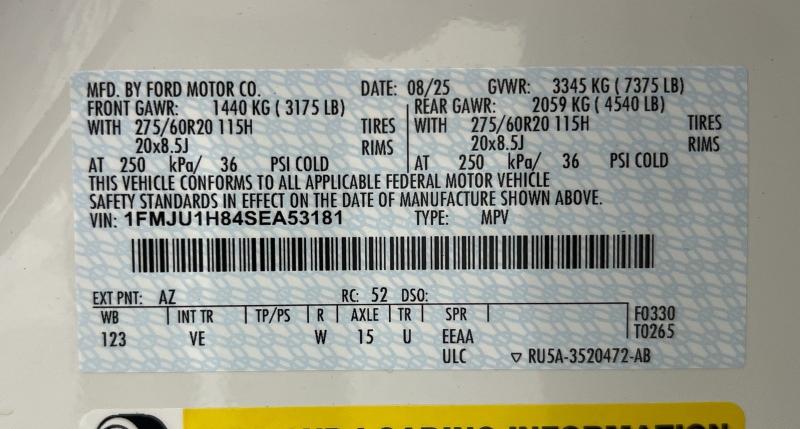 MFD. BY FORD MOTOR CO. DATE: 08/25 GVWR: 3345 KG ( 7375 LB)
FRONT GAWR: 1440 KG ( 3175 LB) REAR GAWR: 2059 KG ( 4540 LB)
WITH 275/60R20 115H TIRES WITH 275/60R20 115H TIRES
20x8.5J RIMS 20x8.5J RIMS
AT 250 kPa/ 36 PSI COLD AT 250 kPa/ 36 PSI COLD
THIS VEHICLE CONFORMS TO ALL APPLICABLE FEDERAL MOTOR VEHICLE
SAFETY STANDARDS IN EFFECT ON THE DATE OF MANUFACTURE SHOWN ABOVE.
VIN: 1FMJU1H84SEA53181 TYPE: MPV
EXT PNT: AZ RC: 52 DSO:
WB INT TR TP/PS R AXLE TR SPR F0330
123 VE W 15 U EEAA T0265
ULC ▽ RU5A-3520472-AB
LOADING INFORMATION